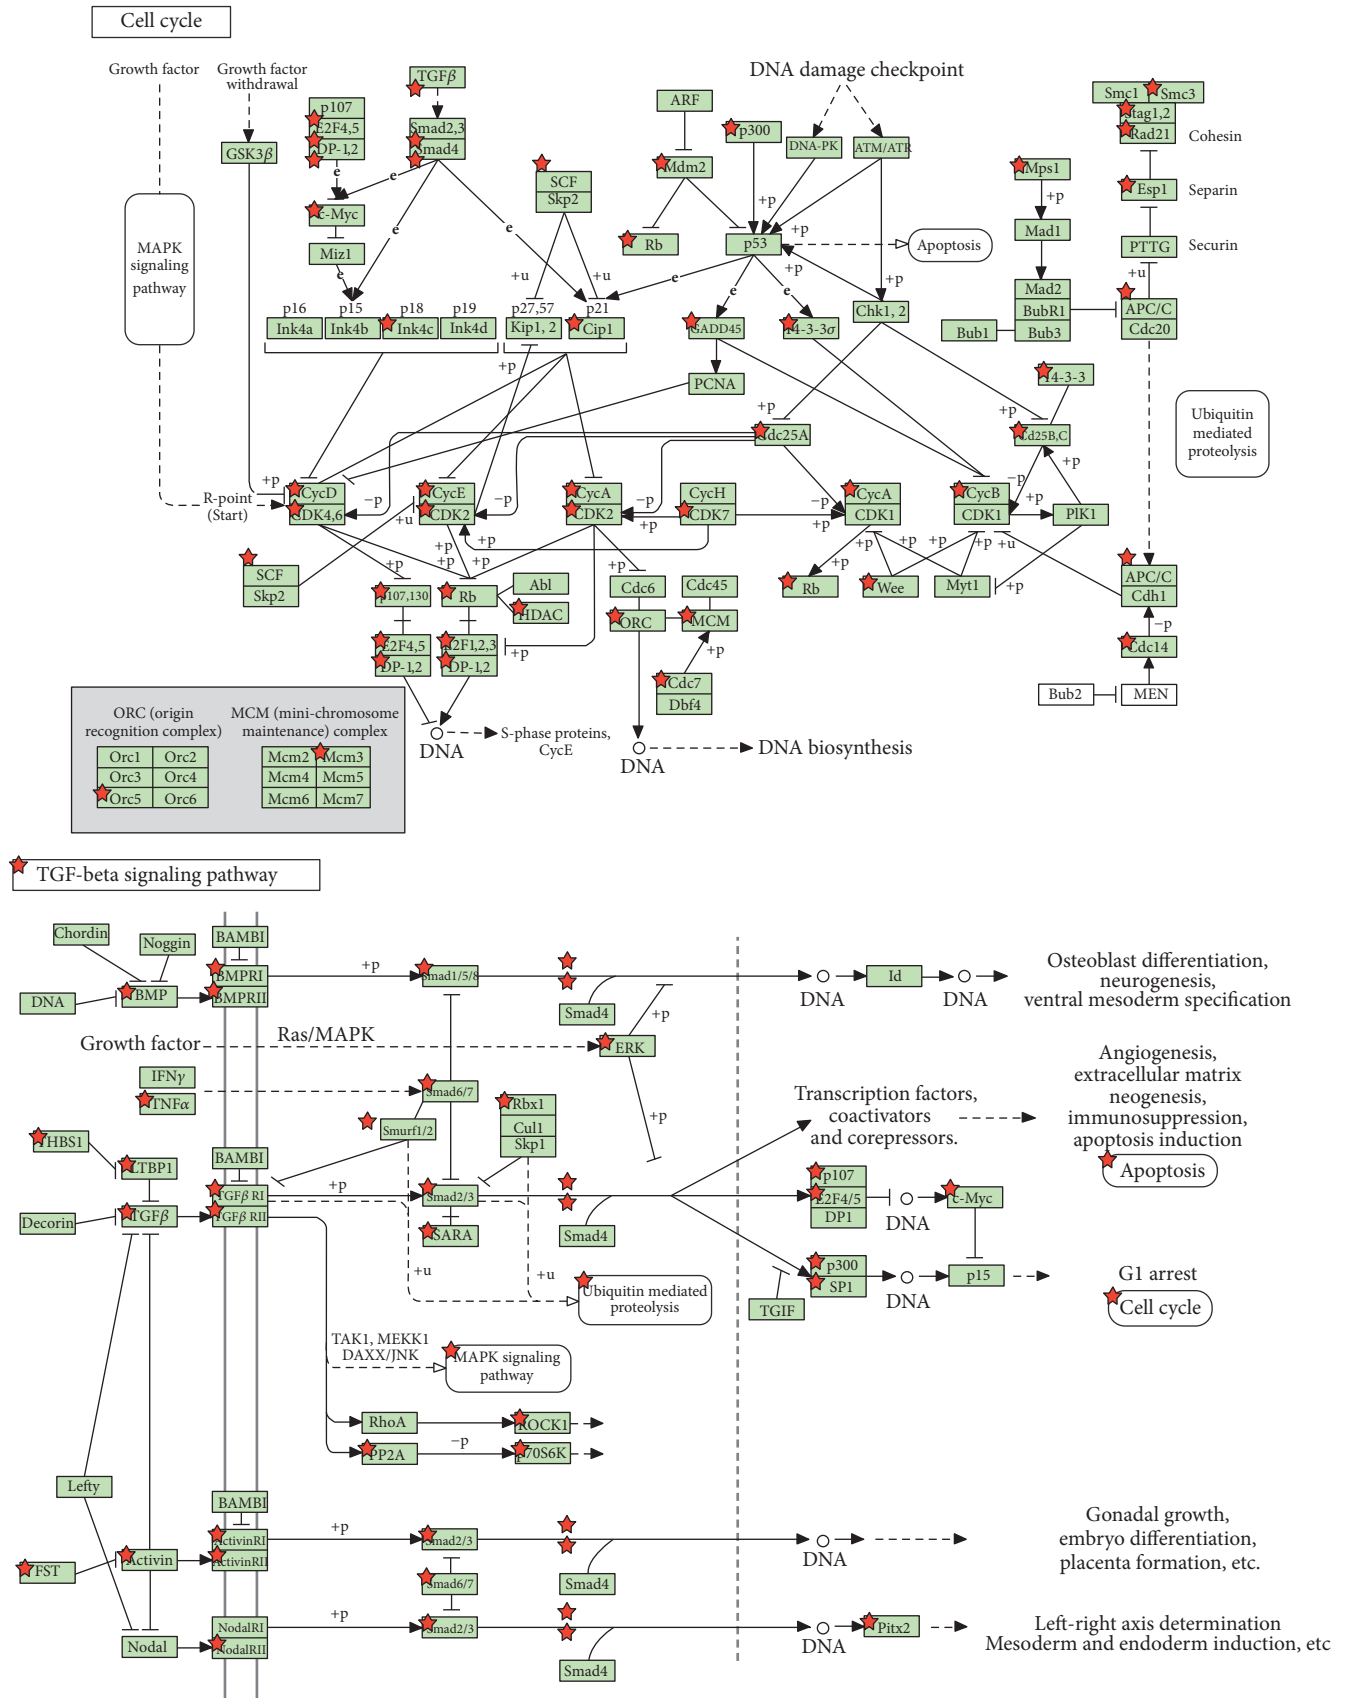 Cell cycle
Growth factor
Growth factor
withdrawal
TGFβ
DNA damage checkpoint
Smc1
Smc3
Stag1,2
Rad21
Cohesin
p107
E2F4,5
DP-1,2
Smad2,3
Smad4
ARF
p300
DNA-PK
ATM/ATR
GSK3β
e
e
SCF
Skp2
Mdm2
Mps1
+p
Esp1
Separin
c-Myc
Miz1
e
e
e
Rb
+p
p53
+p
+p
Apoptosis
Mad1
PTTG
Securin
MAPK
signaling
pathway
+u
+u
e
e
e
+p
+u
Mad2
BubR1
Bub3
Bub1
APC/C
Cdc20
p16
p15
p18
p19
p27,57
p21
Ink4a
Ink4b
Ink4c
Ink4d
Kip1, 2
Cip1
GADD45
14-3-3σ
Chk1, 2
+p
PCNA
14-3-3
Ubiquitin
mediated
proteolysis
+p
+p
Cdc25A
Cd25B,C
+p
+p
R-point
(Start)
CycD
CDK4,6
−p
CycE
CDK2
+u
−p
CycA
CDK2
−p
+p
CycH
CDK7
−p
+p
CycA
CDK1
CycB
CDK1
−p
+p
PIK1
+p
+p
+p
+p
+p
+p
+p
+u
SCF
Skp2
p107,130
Rb
Abl
HDAC
Cdc6
Cdc45
Rb
Wee
Myt1
+p
APC/C
Cdh1
ORC
MCM
−p
E2F4,5
DP-1,2
E2F1,2,3
DP-1,2
+p
+p
Cdc14
Cdc7
Dbf4
Bub2
MEN
ORC (origin
recognition complex)
MCM (mini-chromosome
maintenance) complex
DNA
S-phase proteins,
CycE
DNA
DNA biosynthesis
Orc1
Orc2
Mcm2
Mcm3
Orc3
Orc4
Mcm4
Mcm5
Orc5
Orc6
Mcm6
Mcm7
TGF-beta signaling pathway
Chordin
Noggin
BAMBI
BMPRI
BMPRII
DNA
BMP
+p
Smad1/5/8
Smad4
DNA
Id
DNA
Osteoblast differentiation,
neurogenesis,
ventral mesoderm specification
+p
Growth factor
Ras/MAPK
ERK
IFNγ
TNFα
Smad6/7
Smurf1/2
Rbx1
Cul1
Skp1
+p
Transcription factors,
coactivators
and corepressors.
Angiogenesis,
extracellular matrix
neogenesis,
immunosuppression,
apoptosis induction
Apoptosis
THBS1
LTBP1
BAMBI
TGFβ RI
TGFβ RII
+p
Smad2/3
SARA
Smad4
p107
E2F4/5
DP1
DNA
c-Myc
Decorin
TGFβ
+u
+u
Ubiquitin mediated
proteolysis
p300
SP1
TGIF
DNA
p15
G1 arrest
Cell cycle
TAK1, MEKK1
DAXX/JNK
MAPK signaling
pathway
RhoA
ROCK1
PP2A
−p
p70S6K
Lefty
BAMBI
ActivinRI
ActivinRII
FST
Activin
+p
Smad2/3
Smad6/7
Smad4
DNA
Gonadal growth,
embryo differentiation,
placenta formation, etc.
Nodal
NodalRI
NodalRII
+p
Smad2/3
Smad4
DNA
Pitx2
Left-right axis determination
Mesoderm and endoderm induction, etc